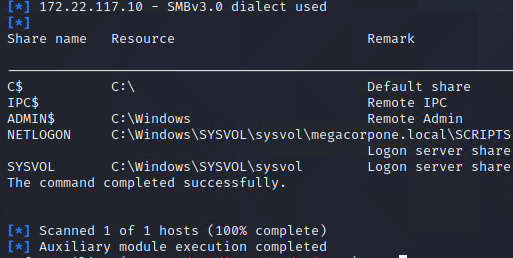 [*] 172.22.117.10 - SMBv3.0 dialect used
[*]
Share name   Resource                        Remark
C$           C:\                             Default share
IPC$                                         Remote IPC
ADMIN$       C:\Windows                      Remote Admin
NETLOGON     C:\Windows\SYSVOL\sysvol\megacorpone.local\SCRIPTS
                                             Logon server share
SYSVOL       C:\Windows\SYSVOL\sysvol        Logon server share
The command completed successfully.
[*] Scanned 1 of 1 hosts (100% complete)
[*] Auxiliary module execution completed